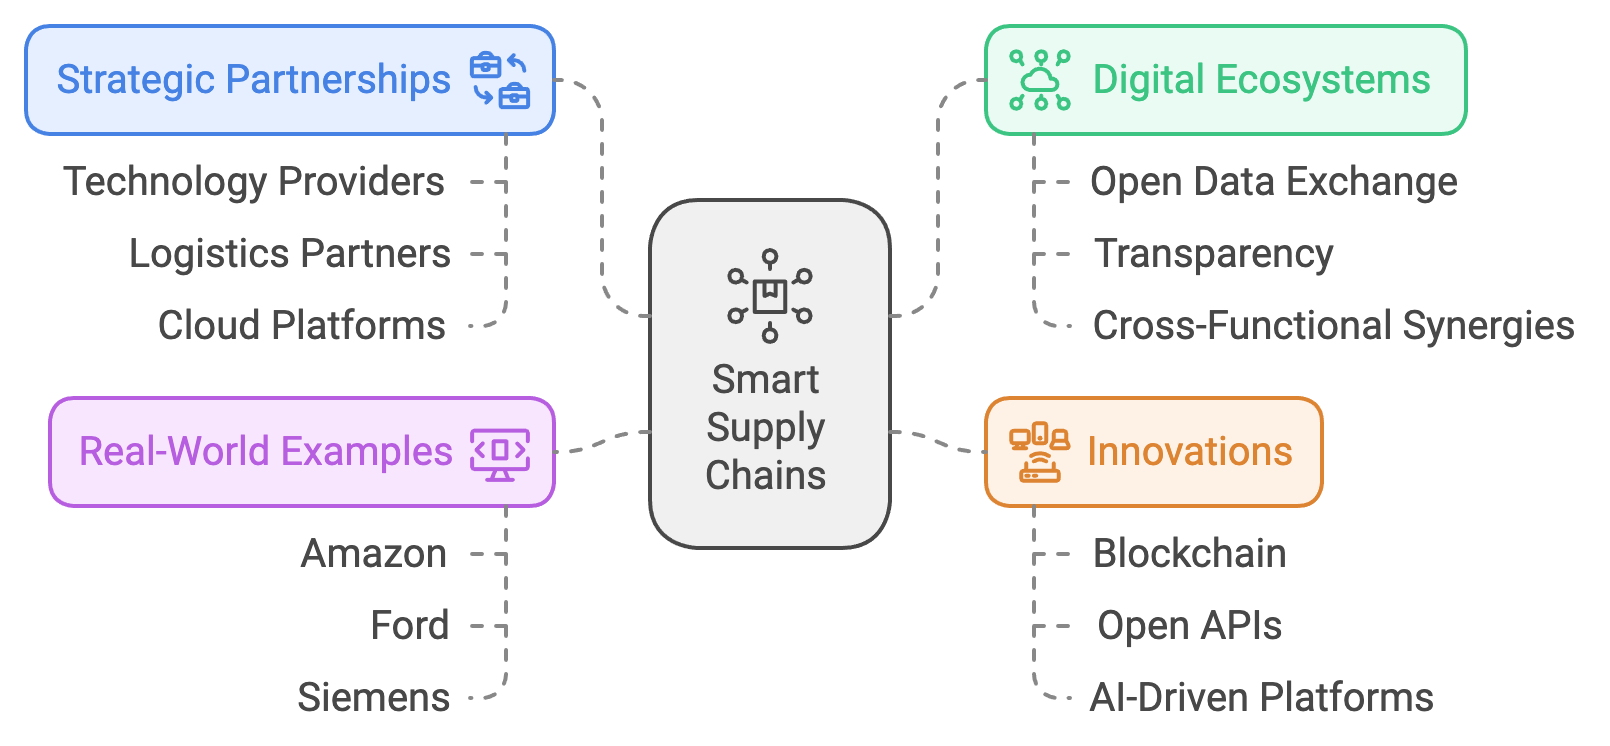 Strategic Partnerships
Technology Providers
Logistics Partners
Cloud Platforms
Real-World Examples
Amazon
Ford
Siemens
Smart
Supply
Chains
Digital Ecosystems
Open Data Exchange
Transparency
Cross-Functional Synergies
Innovations
Blockchain
Open APIs
AI-Driven Platforms